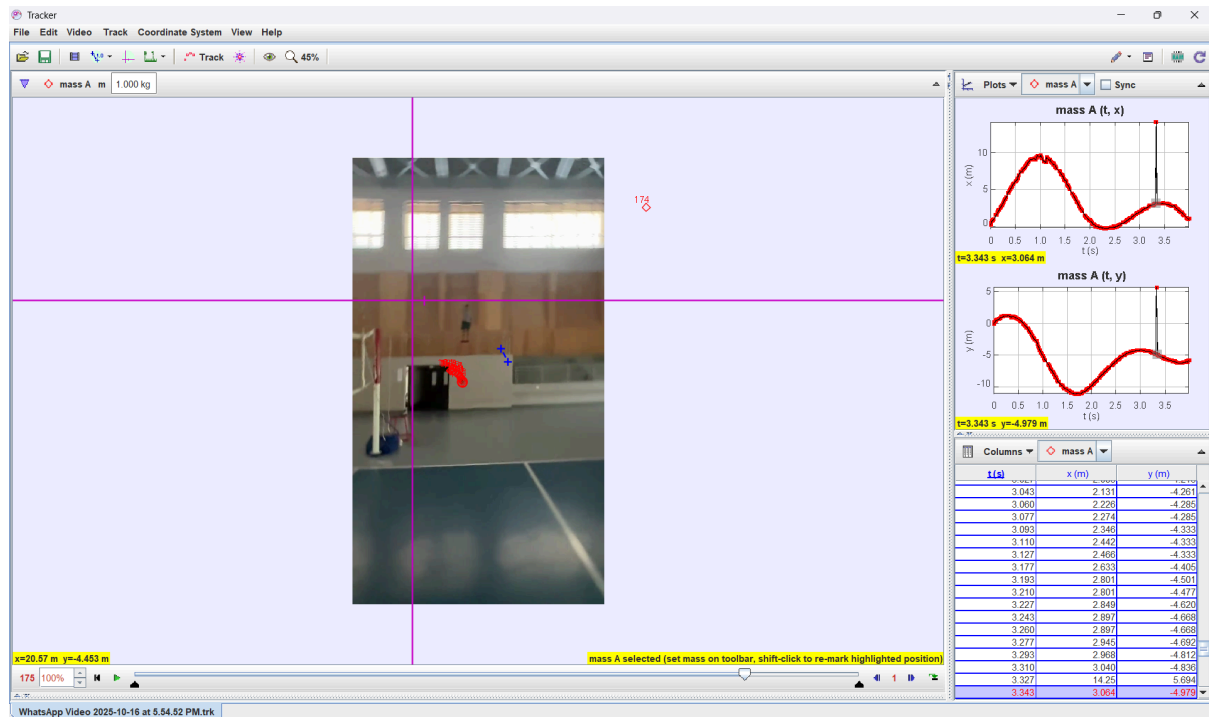 Tracker
File Edit Video Track Coordinate System View Help
Track 45%
mass A m 1.000 kg
174
x=20.57 m y=-4.453 m
mass A selected (set mass on toolbar, shift-click to re-mark highlighted position)
175 100% 1
WhatsApp Video 2025-10-16 at 5.54.52 PM.trk
Plots mass A Sync
mass A (t, x)
10
5
0
x (m)
0 0.5 1.0 1.5 2.0 2.5 3.0 3.5
t (s)
t=3.343 s x=3.064 m
mass A (t, y)
5
0
-5
-10
y (m)
0 0.5 1.0 1.5 2.0 2.5 3.0 3.5
t (s)
t=3.343 s y=-4.979 m
Columns mass A
t (s) x (m) y (m)
3.043 2.131 -4.261
3.060 2.226 -4.285
3.077 2.274 -4.285
3.093 2.346 -4.333
3.110 2.442 -4.333
3.127 2.466 -4.333
3.177 2.633 -4.405
3.193 2.801 -4.501
3.210 2.801 -4.477
3.227 2.849 -4.620
3.243 2.897 -4.668
3.260 2.897 -4.668
3.277 2.945 -4.692
3.293 2.968 -4.812
3.310 3.040 -4.836
3.327 14.25 5.694
3.343 3.064 -4.979